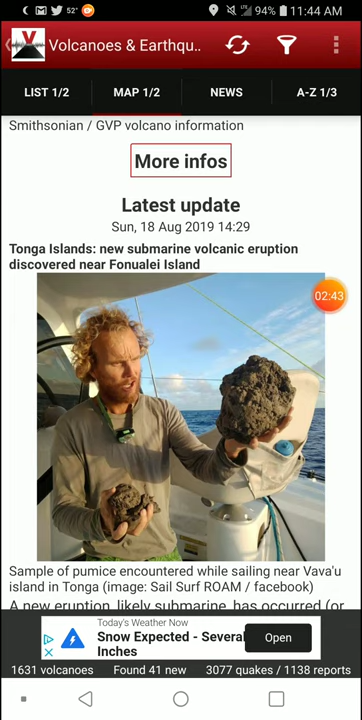 52°
94% 11:44 AM
Volcanoes & Earthqu..
LIST 1/2 MAP 1/2 NEWS A-Z 1/3
Smithsonian / GVP volcano information
More infos
Latest update
Sun, 18 Aug 2019 14:29
Tonga Islands: new submarine volcanic eruption
discovered near Fonualei Island
02:43
Sample of pumice encountered while sailing near Vava'u
island in Tonga (image: Sail Surf ROAM / facebook)
A new eruption, likely submarine, has occurred (or
Today's Weather Now
Snow Expected - Several
Inches
Open
1631 volcanoes Found 41 new 3077 quakes / 1138 reports